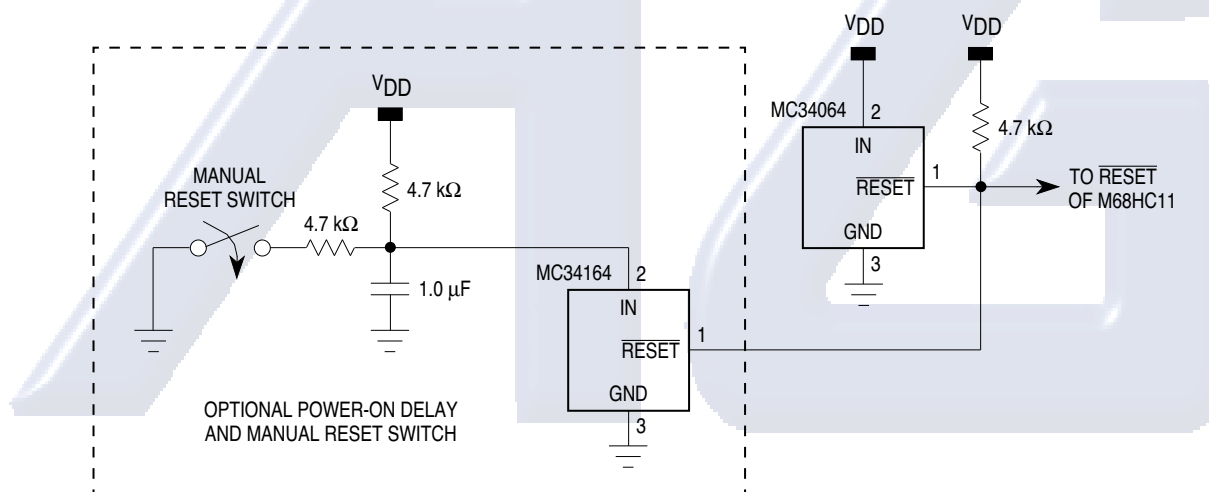 VDD
VDD
MC34064
2
4.7 kΩ
IN
RESET
1
TO RESET
OF M68HC11
GND
3
VDD
4.7 kΩ
MANUAL
RESET SWITCH
4.7 kΩ
1.0 µF
MC34164
2
IN
RESET
1
GND
3
OPTIONAL POWER-ON DELAY
AND MANUAL RESET SWITCH